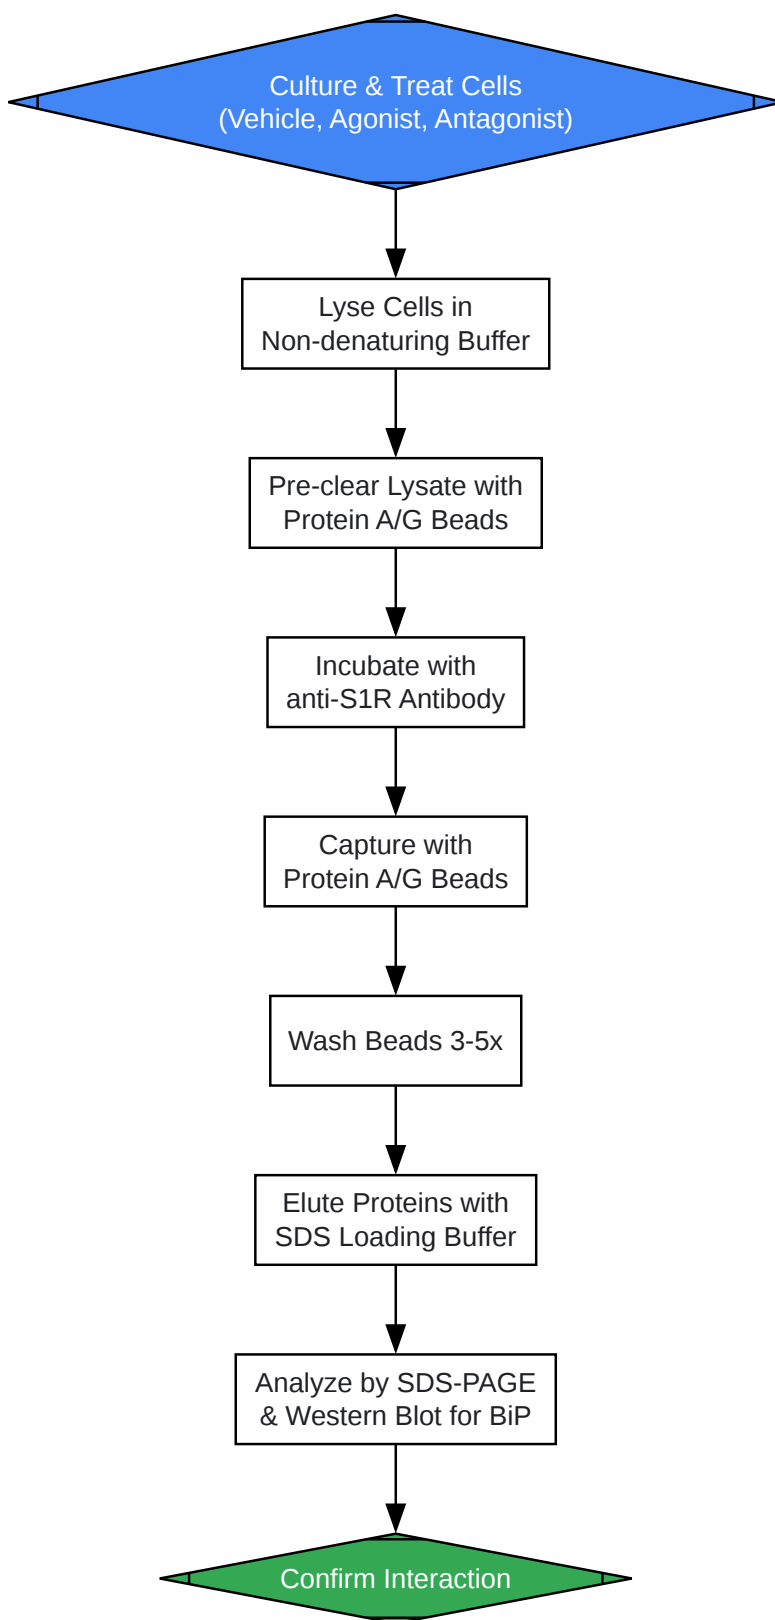 Culture & Treat Cells
(Vehicle, Agonist, Antagonist)
Lyse Cells in
Non-denaturing Buffer
Pre-clear Lysate with
Protein A/G Beads
Incubate with
anti-S1R Antibody
Capture with
Protein A/G Beads
Wash Beads 3-5x
Elute Proteins with
SDS Loading Buffer
Analyze by SDS-PAGE
& Western Blot for BiP
Confirm Interaction